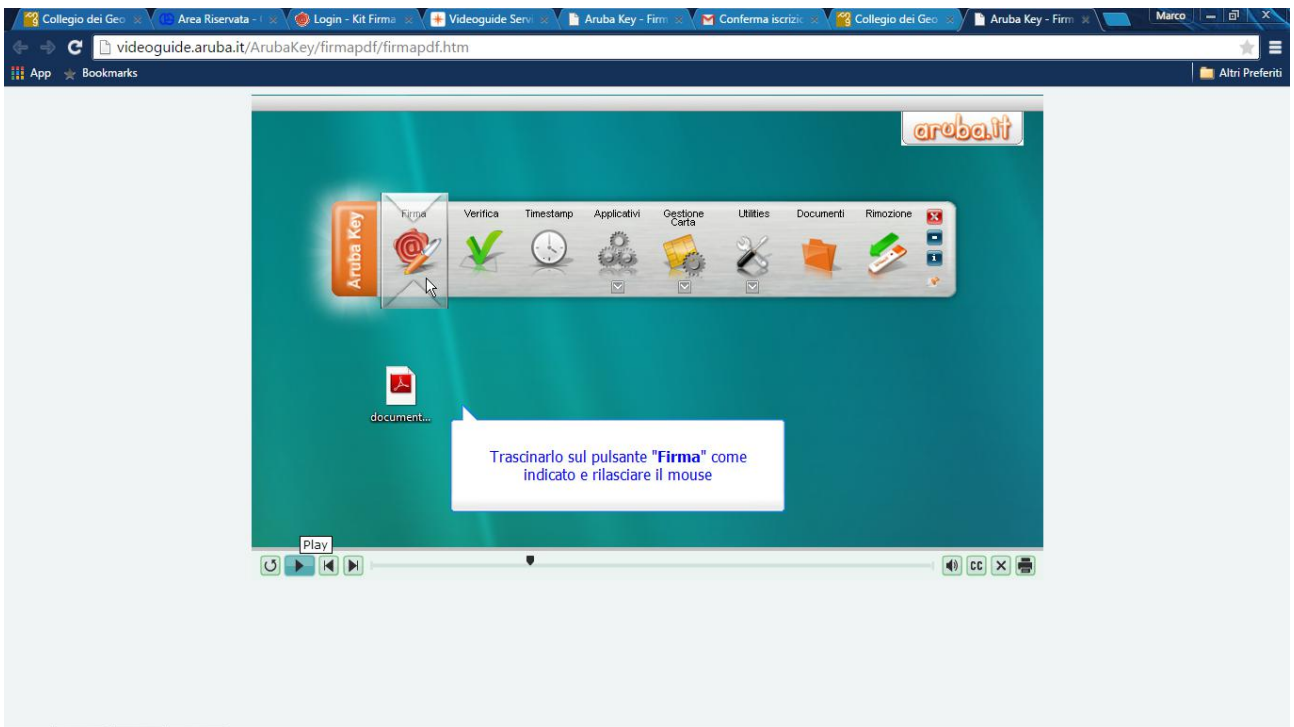 Collegio dei Geo
Area Riservata -
Login - Kit Firma
Videoguide Serv
Aruba Key - Firm
Conferma iscrizic
Collegio dei Geo
Aruba Key - Firm
Marco
videoguide.aruba.it/ArubaKey/firmapdf/firmapdf.htm
App
Bookmarks
Altri Preferiti
aruba.it
Aruba Key
Firma
Verifica
Timestamp
Applicativi
Gestione
Carta
Utilities
Documenti
Rimozione
document...
Trascinarlo sul pulsante "Firma" come
indicato e rilasciare il mouse
Play
CC